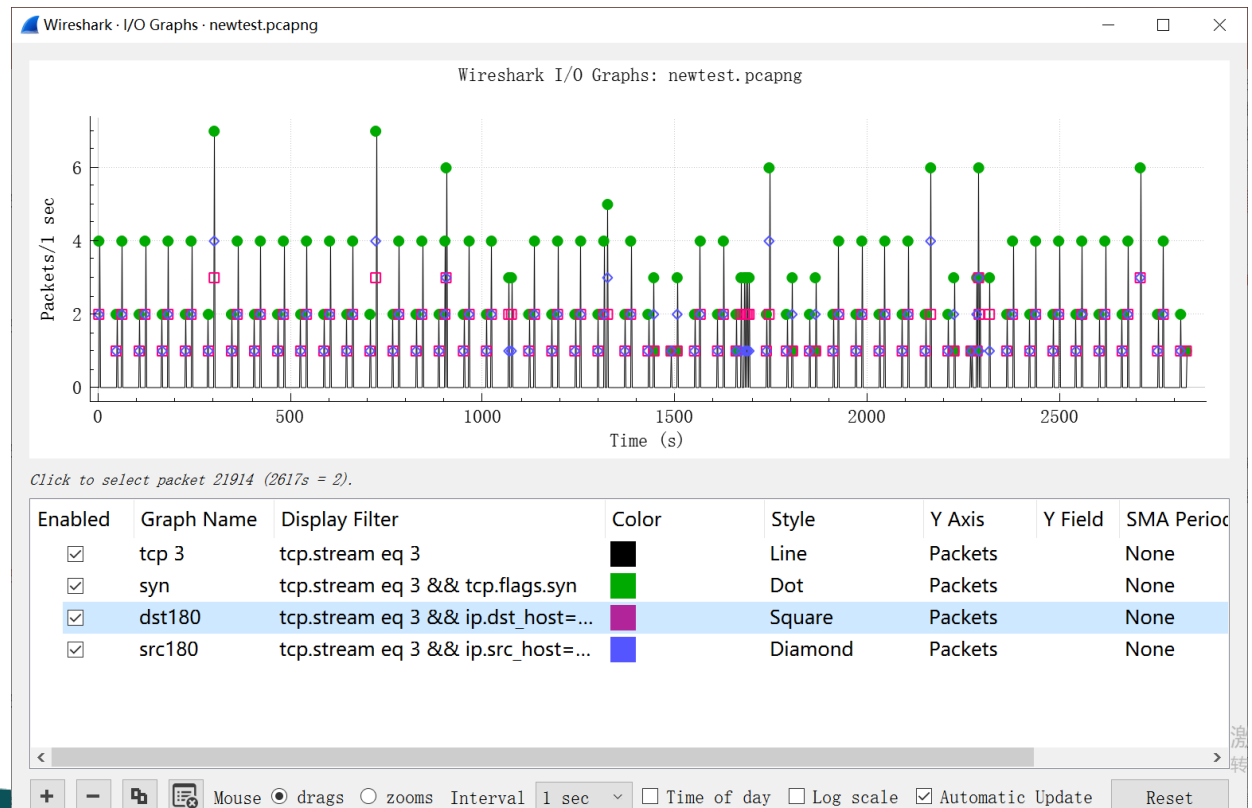 Wireshark · I/O Graphs · newtest.pcapng
Wireshark I/O Graphs: newtest.pcapng
Packets/1 sec
6
4
2
0
0 500 1000 1500 2000 2500
Time (s)
Click to select packet 21914 (2617s = 2).
Enabled Graph Name Display Filter Color Style Y Axis Y Field SMA Period
tcp 3 tcp.stream eq 3 Line Packets None
syn tcp.stream eq 3 && tcp.flags.syn Dot Packets None
dst180 tcp.stream eq 3 && ip.dst_host=... Square Packets None
src180 tcp.stream eq 3 && ip.src_host=... Diamond Packets None
激
转
+ − Mouse drags zooms Interval 1 sec Time of day Log scale Automatic Update Reset